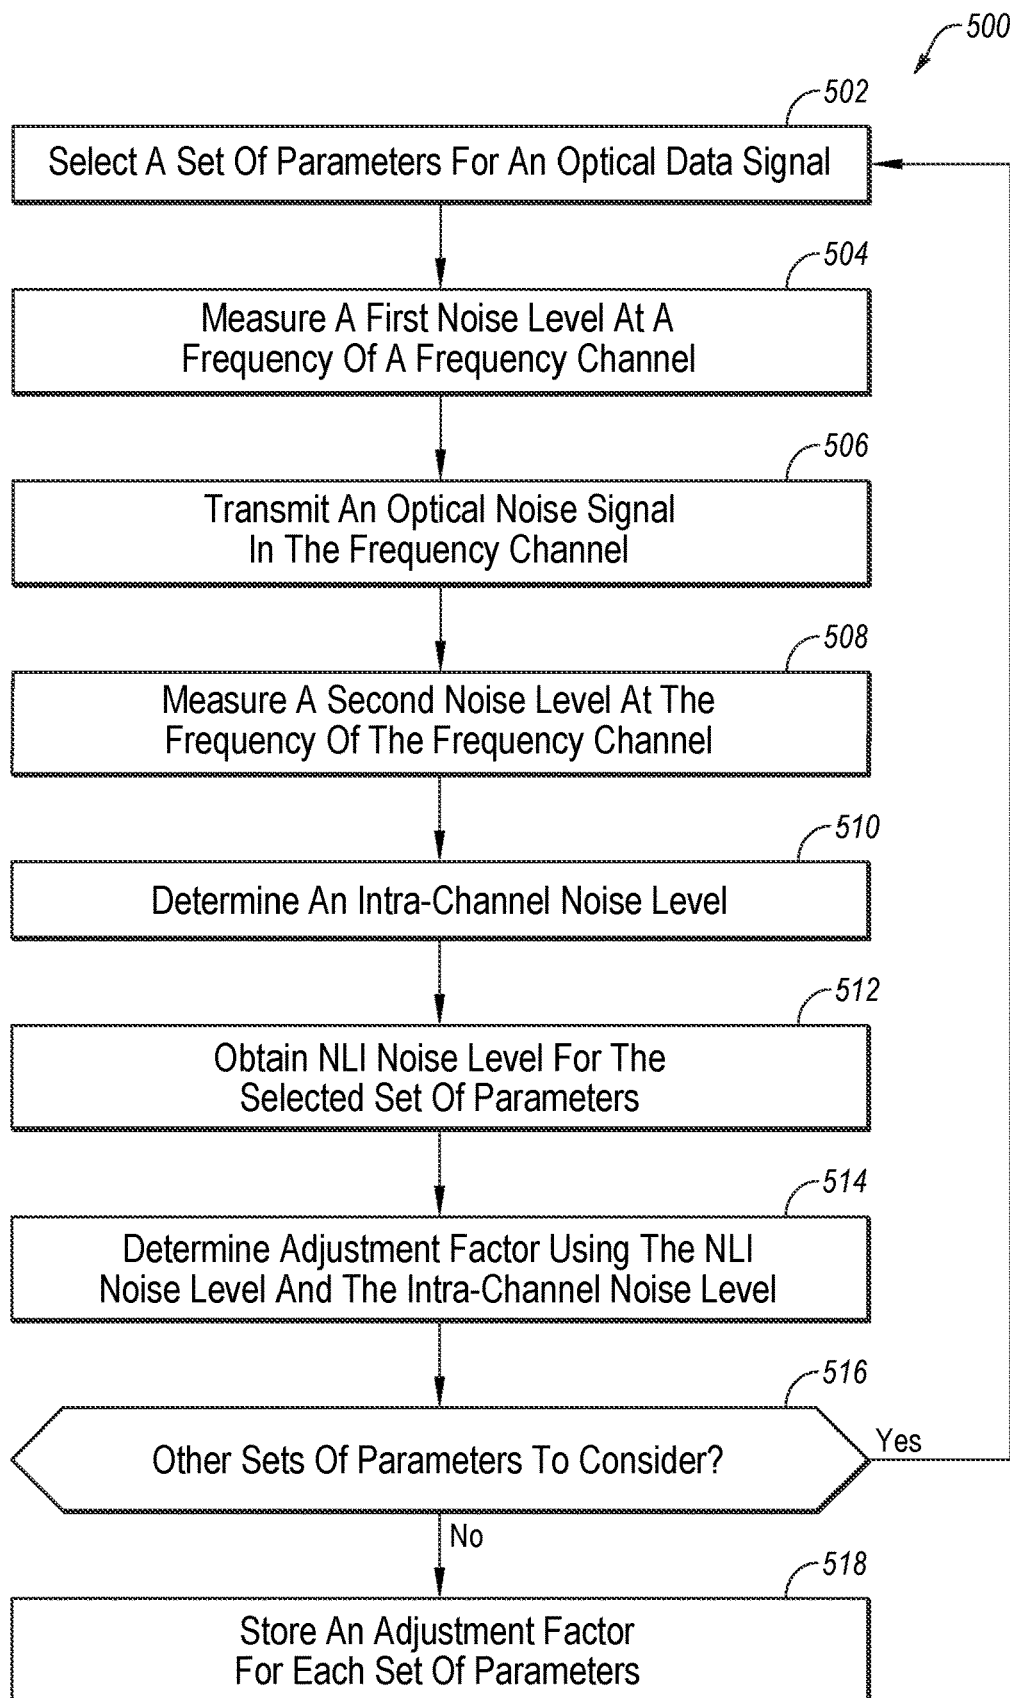 500
502
Select A Set Of Parameters For An Optical Data Signal
504
Measure A First Noise Level At A
Frequency Of A Frequency Channel
506
Transmit An Optical Noise Signal
In The Frequency Channel
508
Measure A Second Noise Level At The
Frequency Of The Frequency Channel
510
Determine An Intra-Channel Noise Level
512
Obtain NLI Noise Level For The
Selected Set Of Parameters
514
Determine Adjustment Factor Using The NLI
Noise Level And The Intra-Channel Noise Level
516
Other Sets Of Parameters To Consider?
Yes
No
518
Store An Adjustment Factor
For Each Set Of Parameters